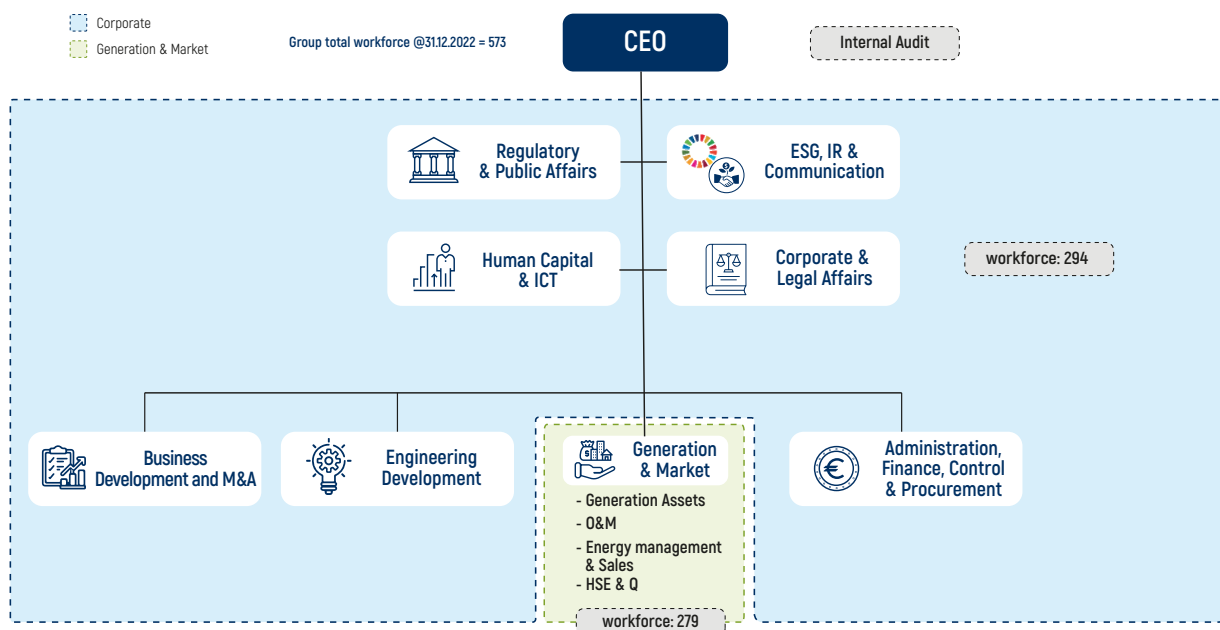 Corporate
Generation & Market
Group total workforce @31.12.2022 = 573
CEO
Internal Audit
Regulatory
& Public Affairs
ESG, IR &
Communication
Human Capital
& ICT
Corporate &
Legal Affairs
workforce: 294
Business
Development and M&A
Engineering
Development
Generation
& Market
- Generation Assets
- O&M
- Energy management
& Sales
- HSE & Q
workforce: 279
Administration,
Finance, Control
& Procurement